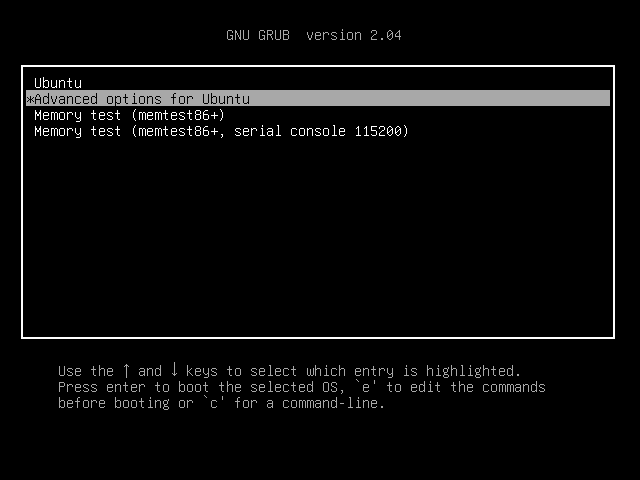 GNU GRUB  version 2.04
Ubuntu
*Advanced options for Ubuntu
Memory test (memtest86+)
Memory test (memtest86+, serial console 115200)
Use the ↑ and ↓ keys to select which entry is highlighted.
Press enter to boot the selected OS, `e' to edit the commands
before booting or `c' for a command-line.